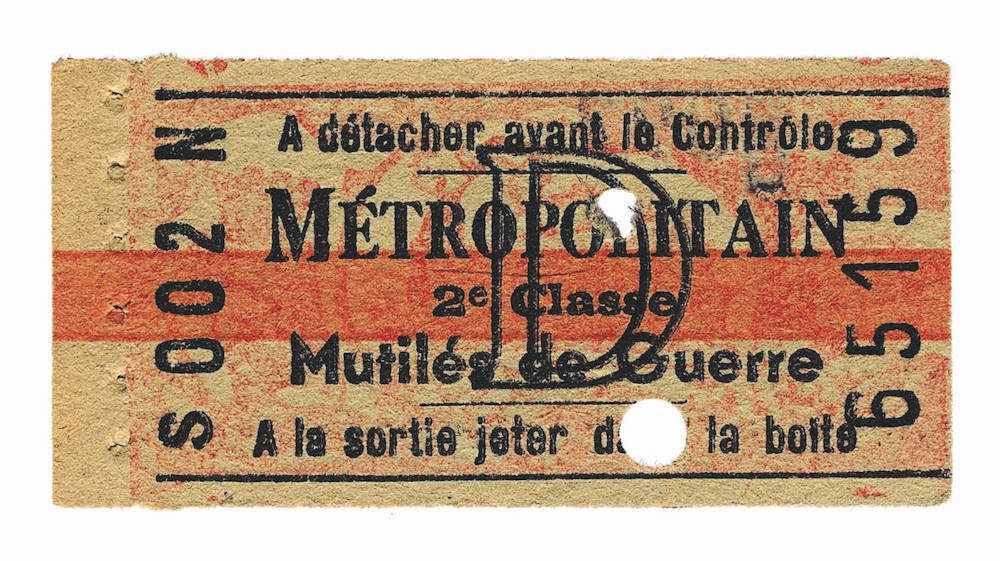 A détacher avant le Contrôle
MÉTROPOLITAIN
2e Classe
Mutilés de Guerre
A la sortie jeter dans la boîte
D
S 002 N
65159